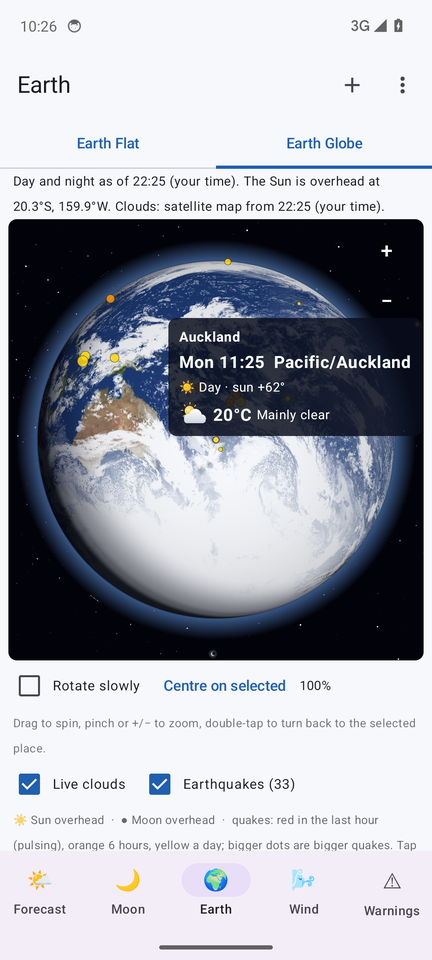 10:26
3G
Earth
Earth Flat
Earth Globe
Day and night as of 22:25 (your time). The Sun is overhead at
20.3°S, 159.9°W. Clouds: satellite map from 22:25 (your time).
+
−
Auckland
Mon 11:25 Pacific/Auckland
☀️ Day · sun +62°
20°C Mainly clear
Rotate slowly
Centre on selected
100%
Drag to spin, pinch or +/− to zoom, double-tap to turn back to the selected
place.
Live clouds
Earthquakes (33)
☀️ Sun overhead · ● Moon overhead · quakes: red in the last hour
(pulsing), orange 6 hours, yellow a day; bigger dots are bigger quakes. Tap
Forecast
Moon
Earth
Wind
Warnings